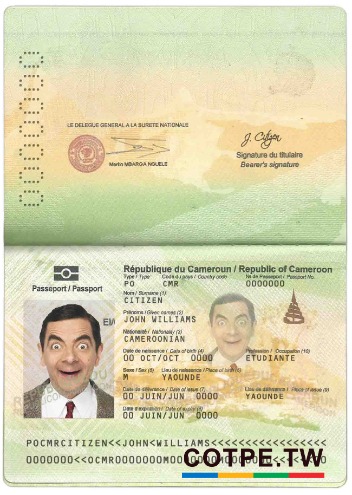 0000000
LE DELEGUE GENERAL A LA SURETE NATIONALE
Martin MBARGA NGUELE
J. Citizen
Signature du titulaire
Bearer's signature
République du Cameroun / Republic of Cameroon
Passeport / Passport
Type / Type
Code du pays / Country code
No de Passeport / Passport No
PO CMR 0000000
Nom / Surname (1)
CITIZEN
Prénoms / Given names (2)
JOHN WILLIAMS
Nationalité / Nationality (3)
CAMEROONIAN
Date de naissance / Date of birth (4)
Profession / Occupation (10)
00 OCT/OCT 0000 ETUDIANTE
Sexe / Sex (5)
Lieu de naissance / Place of birth (6)
M YAOUNDE
Date de délivrance / Date of issue (7)
Lieu de délivrance / Place of issue (9)
00 JUIN/JUN 0000 YAOUNDE
Date d'expiration / Date of expiry (8)
00 JUIN/JUN 0000
POCMRCITIZEN<<JOHN<WILLIAMS<<<<<<<<<<<<<<<<<
COTPE.TW